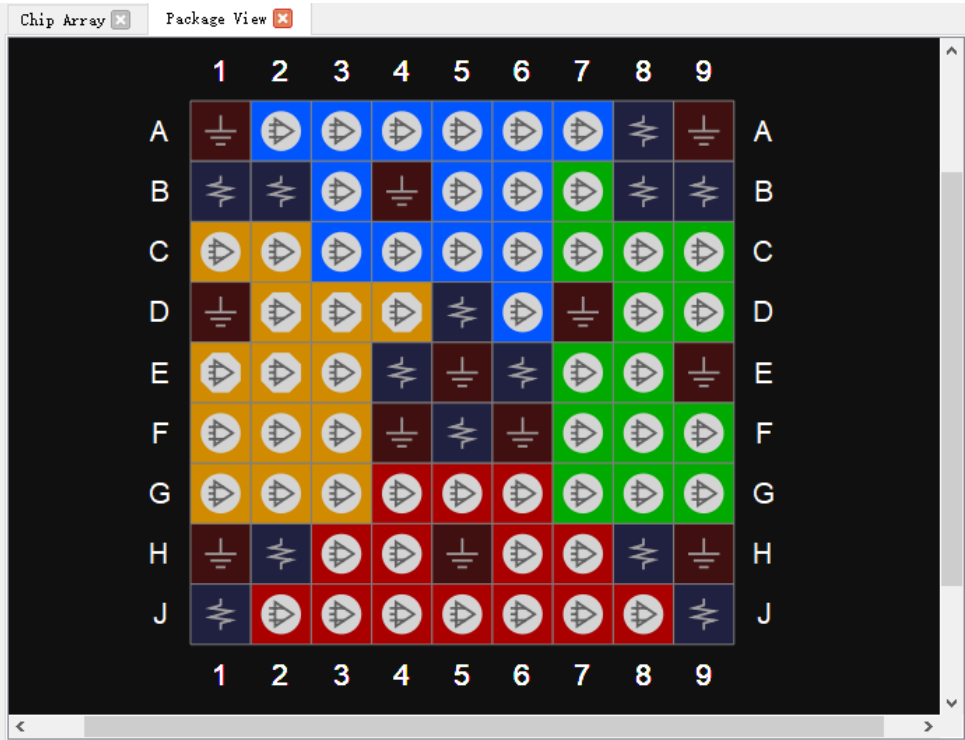 Chip Array Package View
1 2 3 4 5 6 7 8 9
A A
B B
C C
D D
E E
F F
G G
H H
J J
1 2 3 4 5 6 7 8 9